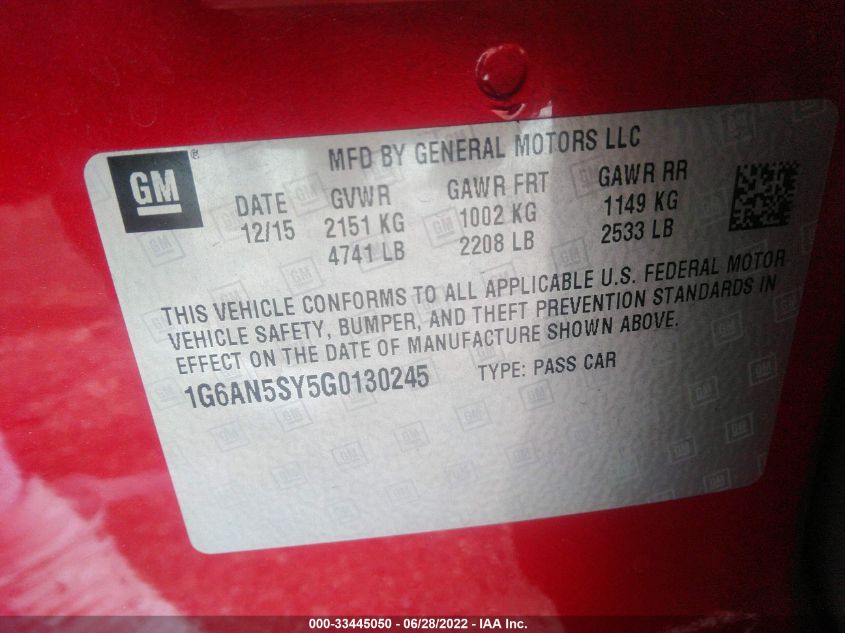 GM®
MFD BY GENERAL MOTORS LLC
DATE GVWR GAWR FRT GAWR RR
12/15 2151 KG 1002 KG 1149 KG
4741 LB 2208 LB 2533 LB
THIS VEHICLE CONFORMS TO ALL APPLICABLE U.S. FEDERAL MOTOR
VEHICLE SAFETY, BUMPER, AND THEFT PREVENTION STANDARDS IN
EFFECT ON THE DATE OF MANUFACTURE SHOWN ABOVE.
1G6AN5SY5G0130245 TYPE: PASS CAR
000-33445050 / 06/28/2022 - IAA Inc.